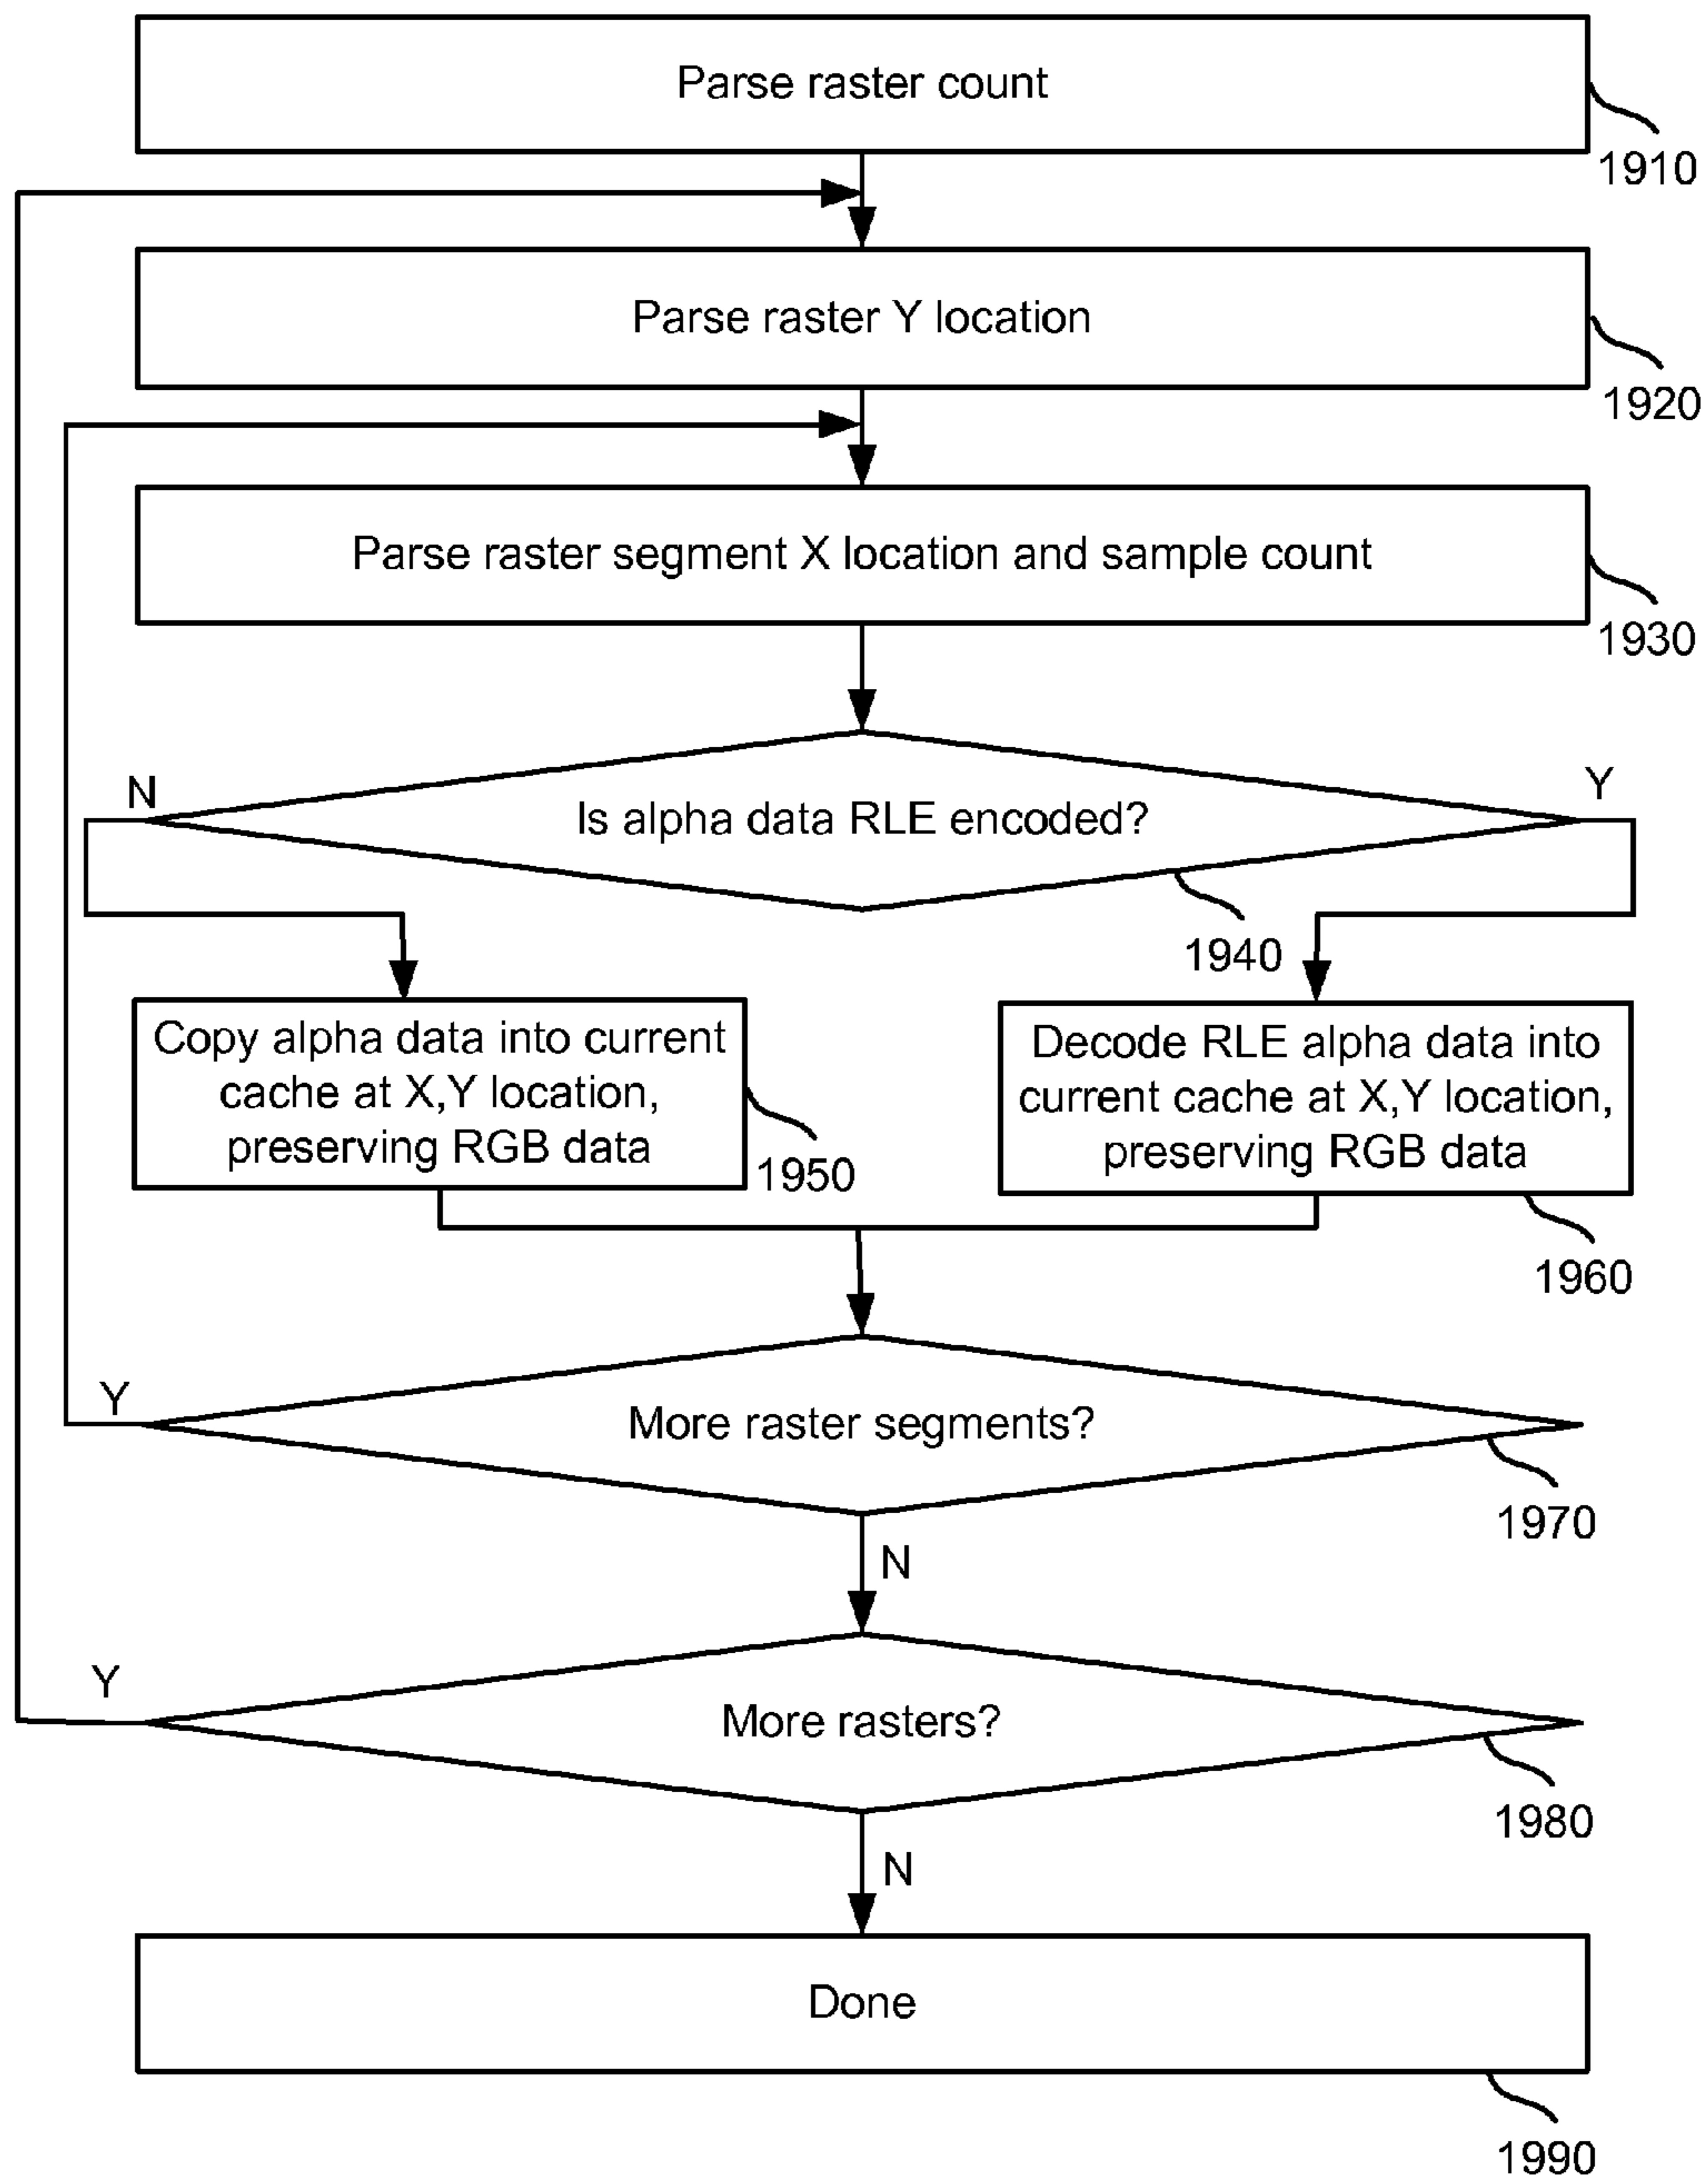 Parse raster count
1910
Parse raster Y location
1920
Parse raster segment X location and sample count
1930
N
Y
Is alpha data RLE encoded?
1940
Copy alpha data into current
cache at X,Y location,
preserving RGB data
1950
Decode RLE alpha data into
current cache at X,Y location,
preserving RGB data
1960
Y
More raster segments?
1970
N
Y
More rasters?
1980
N
Done
1990